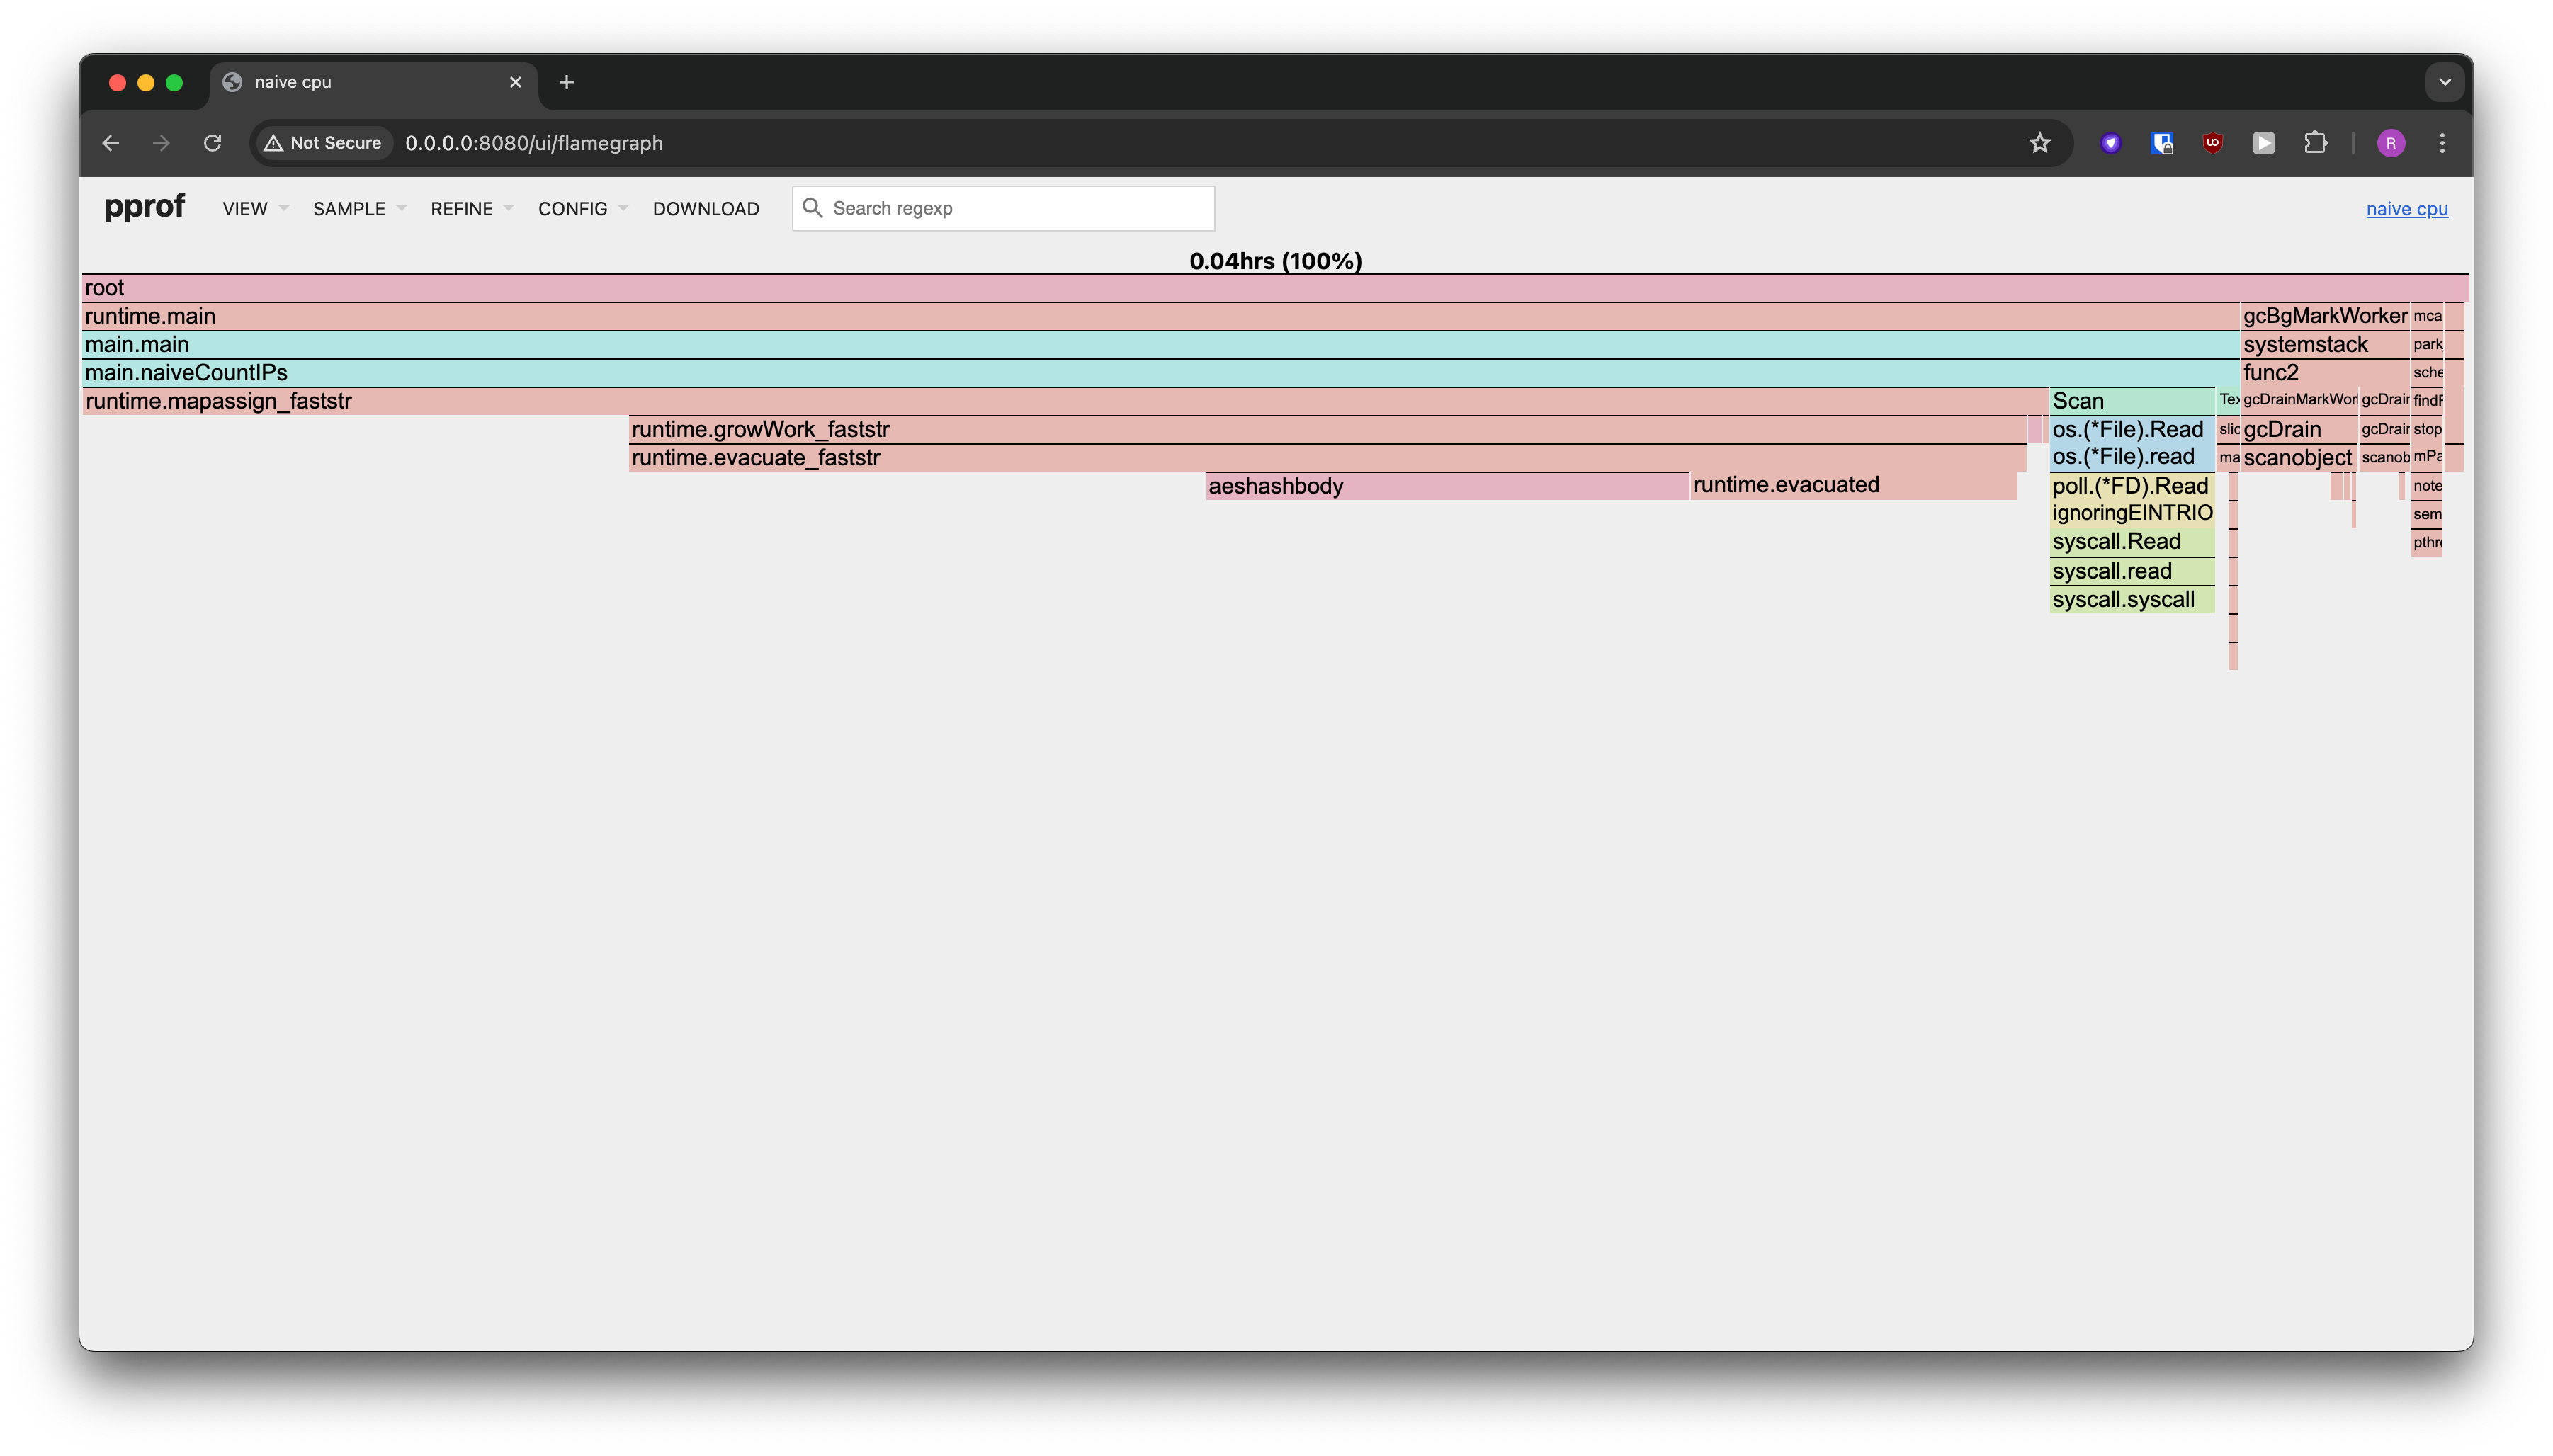 naive cpu
Not Secure 0.0.0.0:8080/ui/flamegraph R
pprof VIEW SAMPLE REFINE CONFIG DOWNLOAD Search regexp naive cpu
0.04hrs (100%)
root
runtime.main gcBgMarkWorker mca
main.main systemstack park
main.naiveCountIPs func2 sche
runtime.mapassign_faststr Scan Tex gcDrainMarkWor gcDrain findF
runtime.growWork_faststr os.(*File).Read slic gcDrain gcDrain stop
runtime.evacuate_faststr os.(*File).read ma scanobject scanob mPa
aeshashbody runtime.evacuated poll.(*FD).Read note
ignoringEINTRIO sem
syscall.Read pthre
syscall.read
syscall.syscall